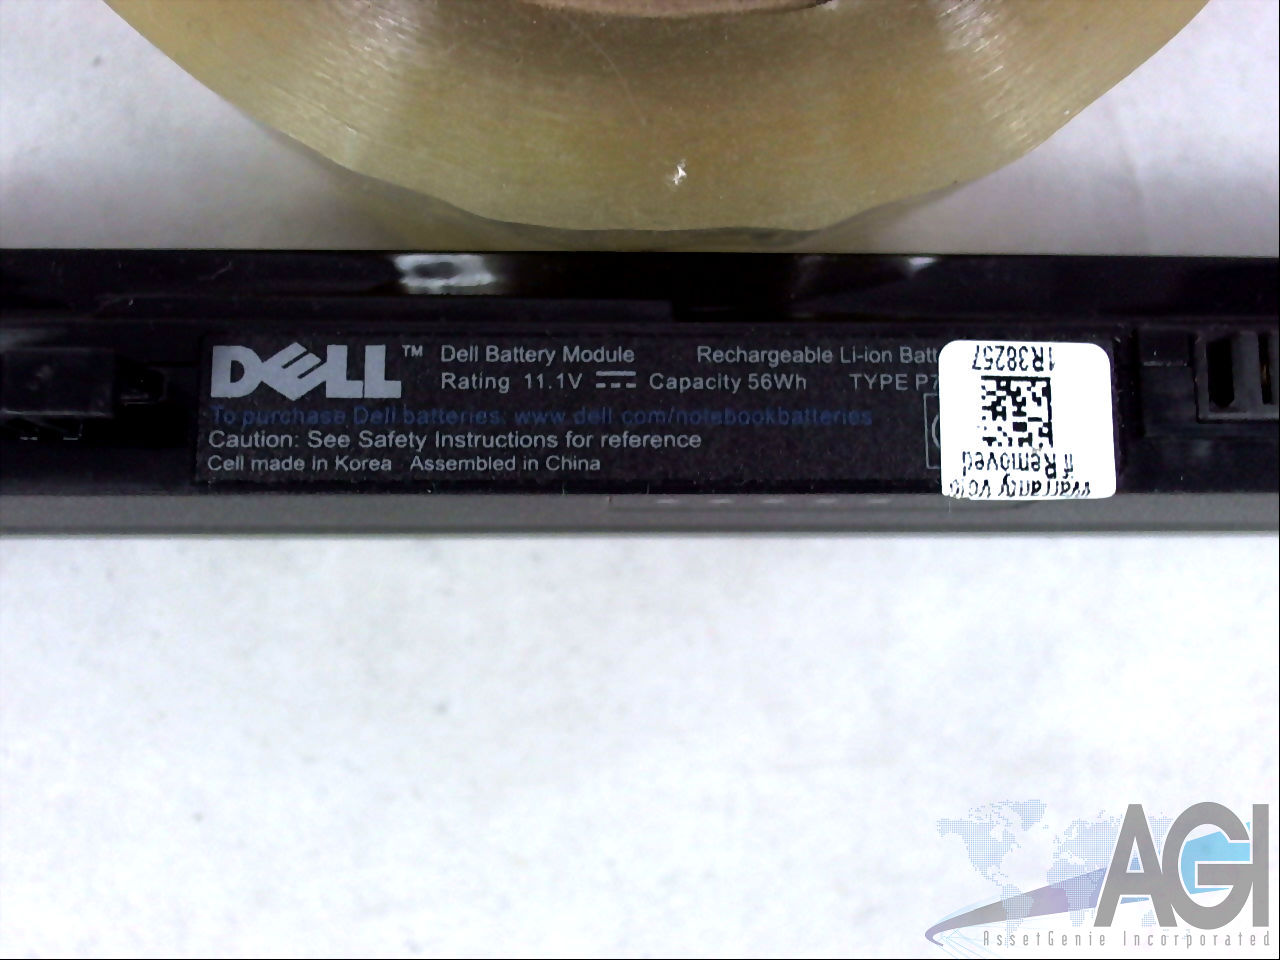 DELL™ Dell Battery Module Rechargeable Li-ion Batt
Rating 11.1V Capacity 56Wh TYPE P7
To purchase Dell batteries, www.dell.com/notebookbatteries
Caution: See Safety Instructions for reference
Cell made In Korea Assembled in China
Warranty void
if Removed
1R38257
AGI
AssetGenie Incorporated